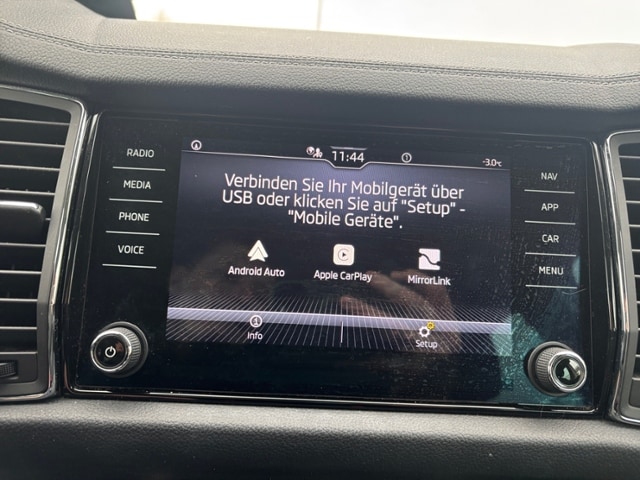 RADIO
MEDIA
PHONE
VOICE
11:44
-3.0°C
Verbinden Sie Ihr Mobilgerät über
USB oder klicken Sie auf "Setup" -
"Mobile Geräte".
Android Auto
Apple CarPlay
MirrorLink
Info
Setup
NAV
APP
CAR
MENU